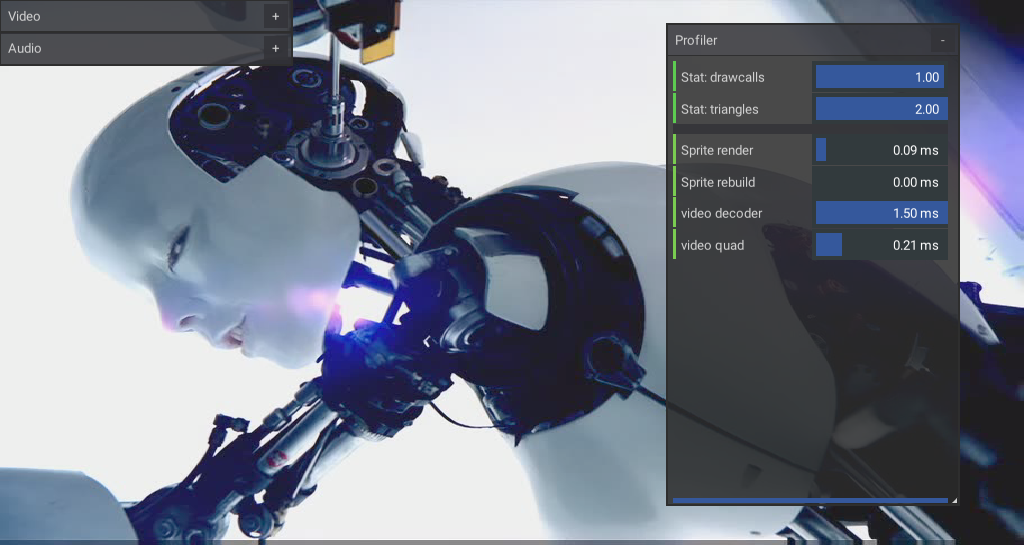 Video +
Audio +
Profiler -
Stat: drawcalls 1.00
Stat: triangles 2.00
Sprite render 0.09 ms
Sprite rebuild 0.00 ms
video decoder 1.50 ms
video quad 0.21 ms